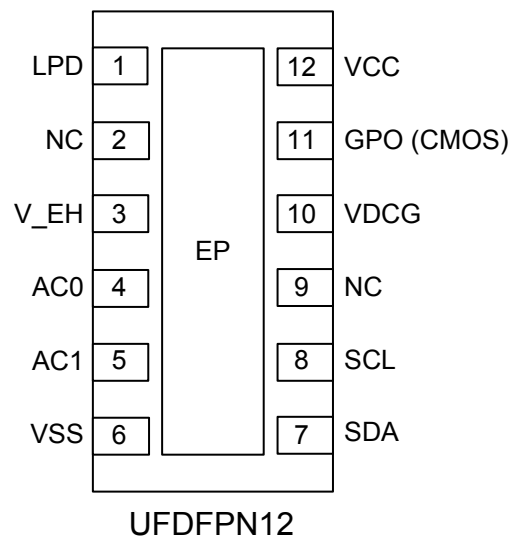 LPD 1 12 VCC
NC 2 11 GPO (CMOS)
V_EH 3 10 VDCG
EP
AC0 4 9 NC
AC1 5 8 SCL
VSS 6 7 SDA
UFDFPN12